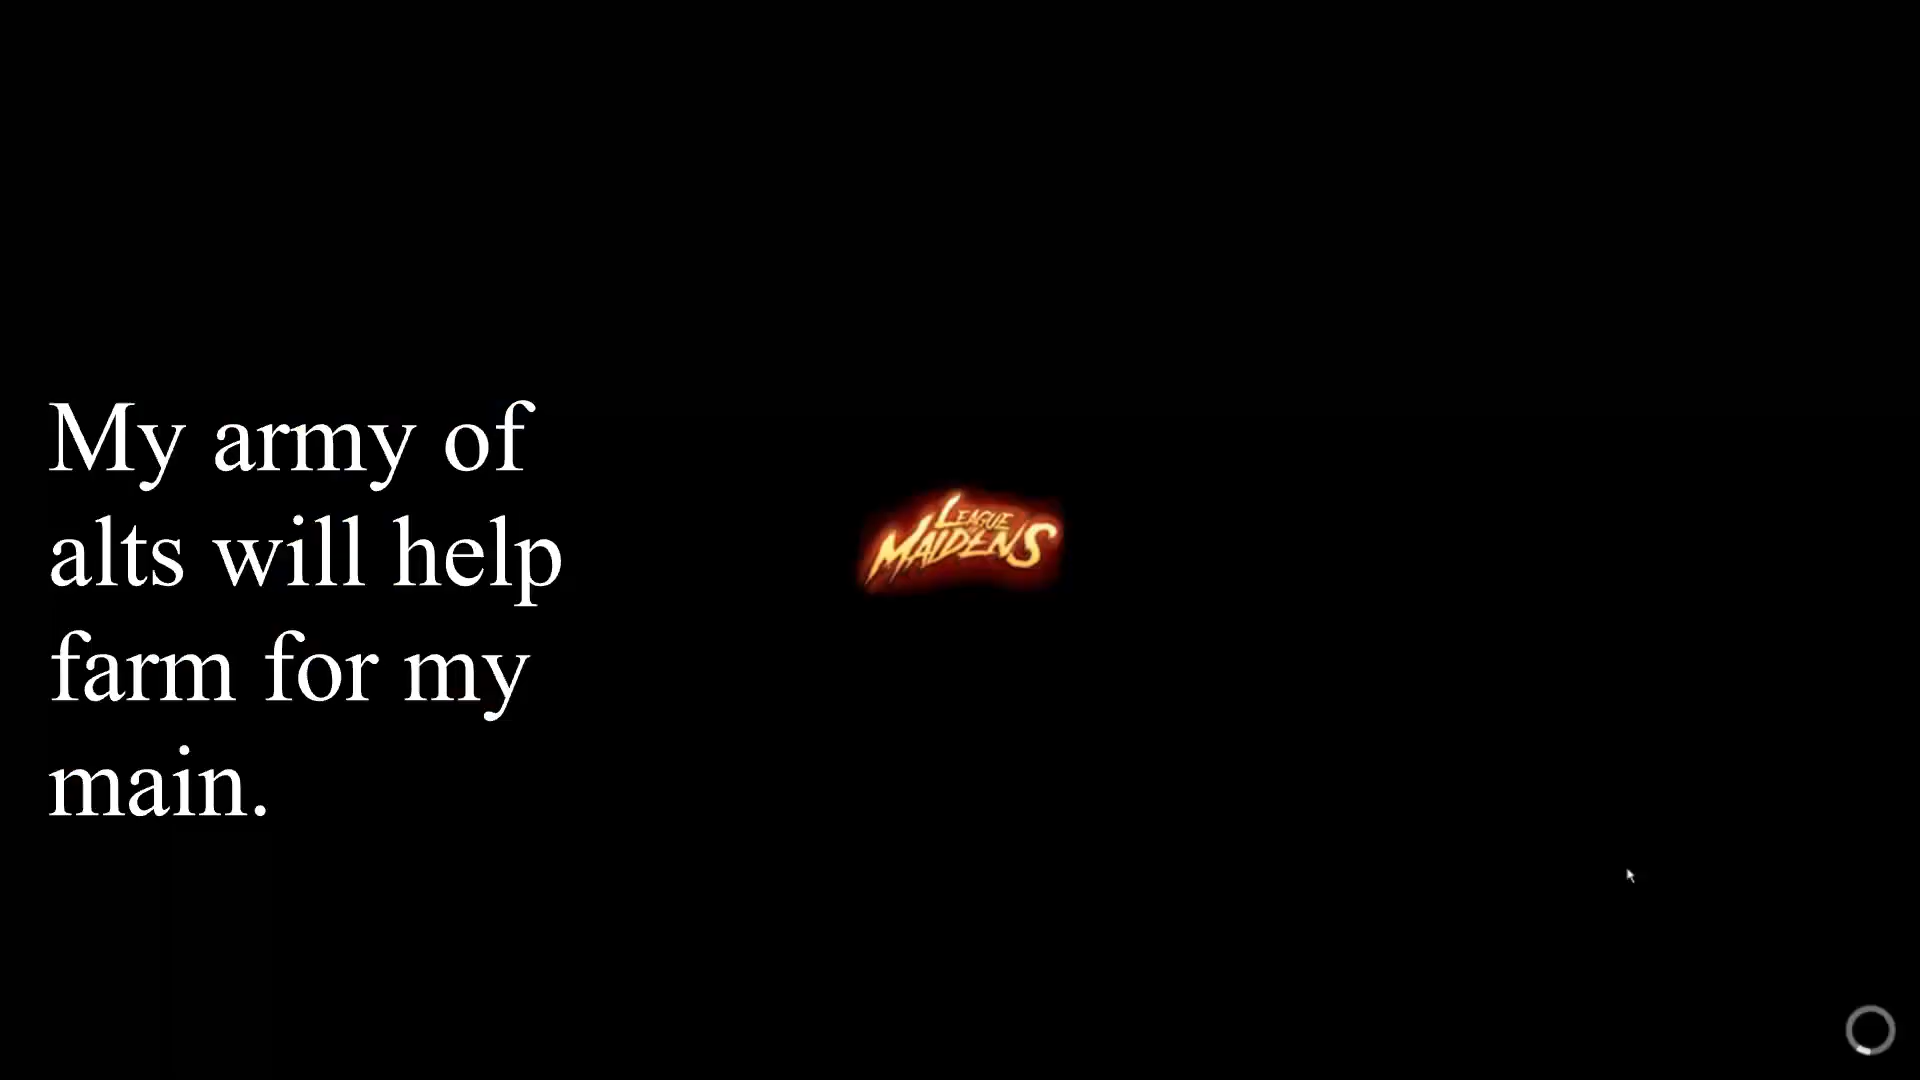 My army of
alts will help
farm for my
main.
LEAGUE
MAIDENS